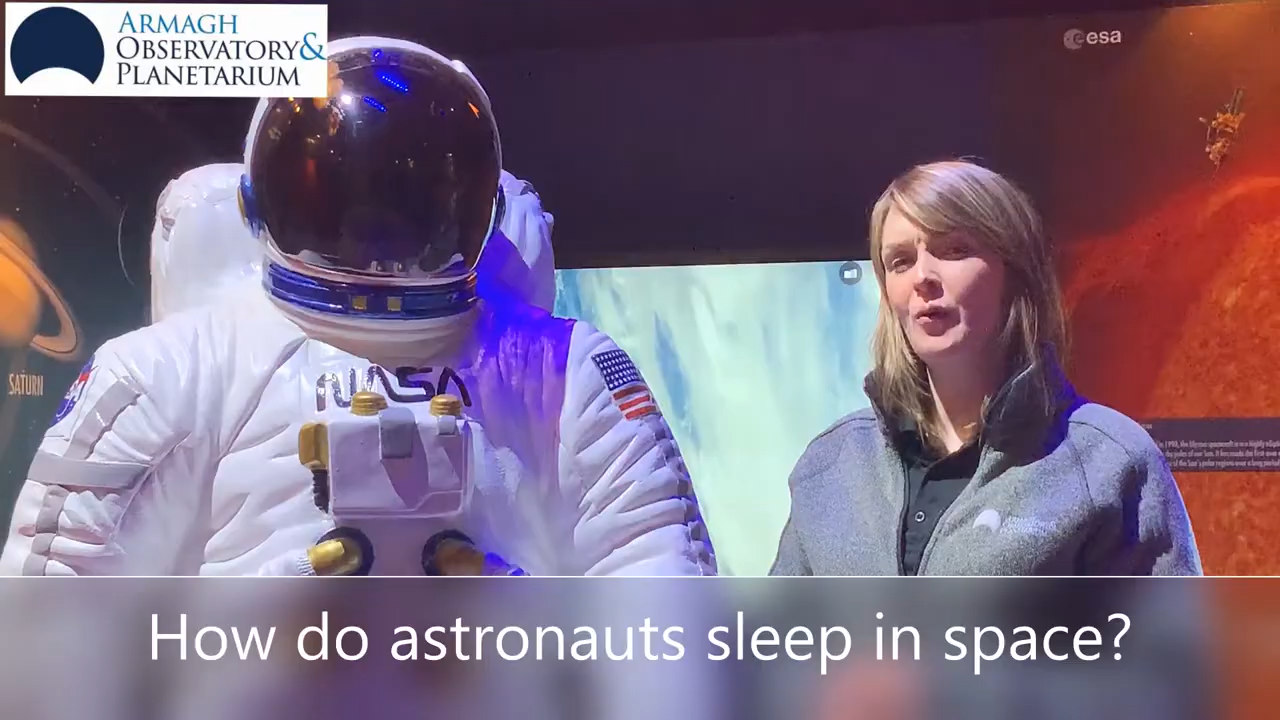 ARMAGH
OBSERVATORY&
PLANETARIUM
esa
SATURN
NASA
How do astronauts sleep in space?